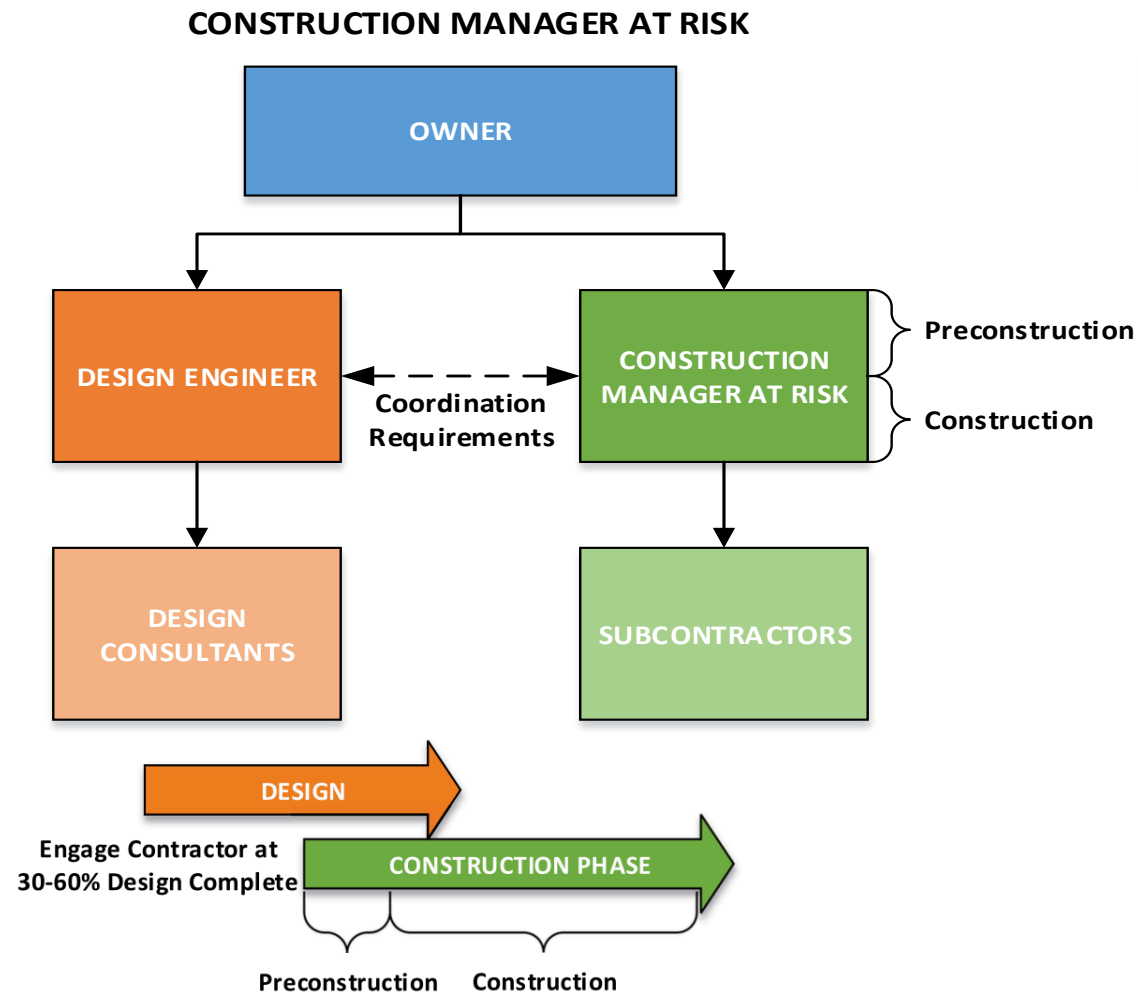 CONSTRUCTION MANAGER AT RISK
OWNER
DESIGN ENGINEER
Coordination
Requirements
CONSTRUCTION
MANAGER AT RISK
Preconstruction
Construction
DESIGN
CONSULTANTS
SUBCONTRACTORS
DESIGN
Engage Contractor at
30-60% Design Complete
CONSTRUCTION PHASE
Preconstruction
Construction